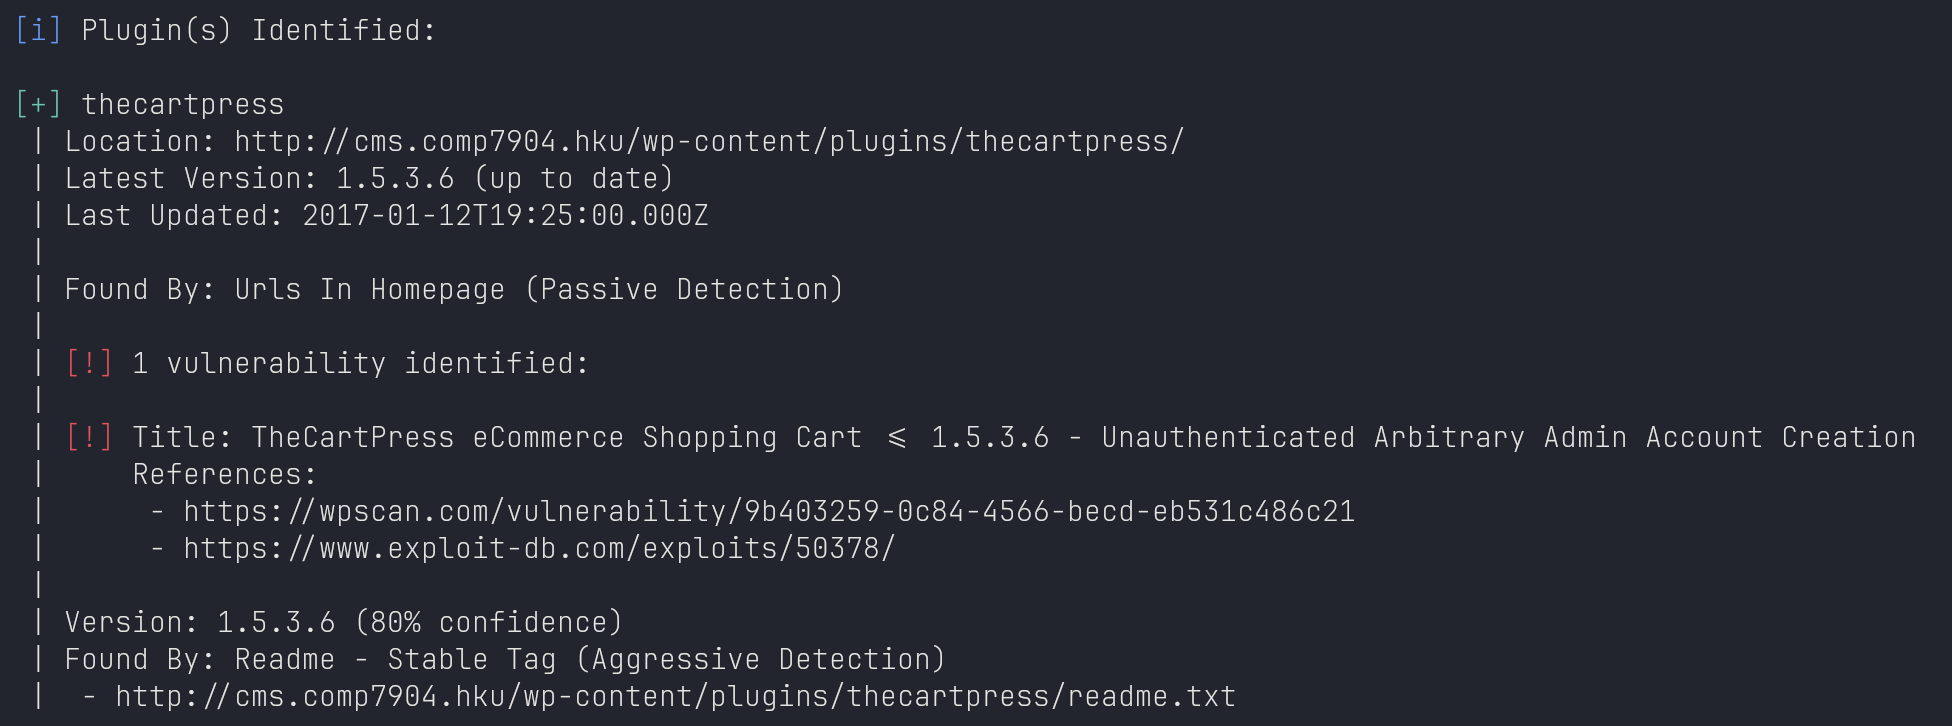 [i] Plugin(s) Identified:
[+] thecartpress
| Location: http://cms.comp7904.hku/wp-content/plugins/thecartpress/
| Latest Version: 1.5.3.6 (up to date)
| Last Updated: 2017-01-12T19:25:00.000Z
|
| Found By: Urls In Homepage (Passive Detection)
|
| [!] 1 vulnerability identified:
|
| [!] Title: TheCartPress eCommerce Shopping Cart <= 1.5.3.6 - Unauthenticated Arbitrary Admin Account Creation
|     References:
|      - https://wpscan.com/vulnerability/9b403259-0c84-4566-becd-eb531c486c21
|      - https://www.exploit-db.com/exploits/50378/
|
| Version: 1.5.3.6 (80% confidence)
| Found By: Readme - Stable Tag (Aggressive Detection)
|  - http://cms.comp7904.hku/wp-content/plugins/thecartpress/readme.txt